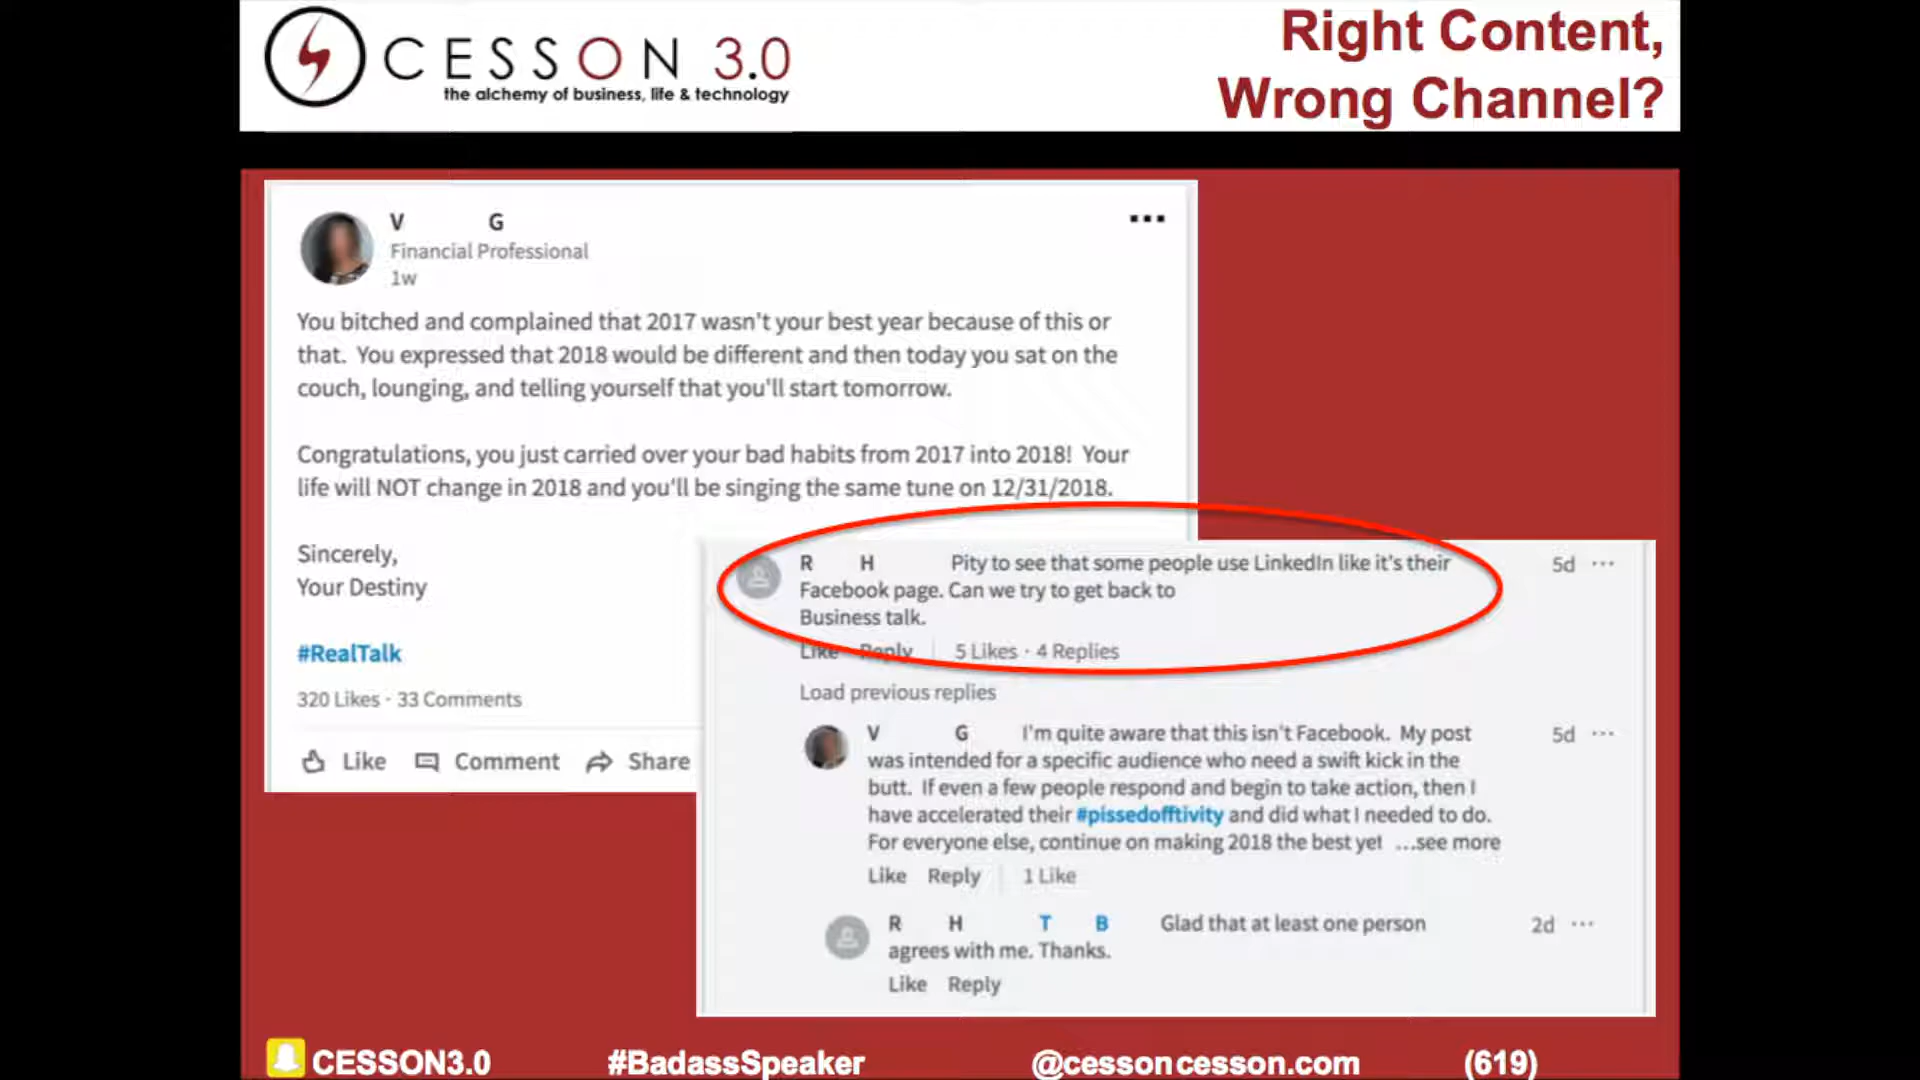 CESSON 3.0
the alchemy of business, life & technology
Right Content,
Wrong Channel?
V G
Financial Professional
1w
You bitched and complained that 2017 wasn't your best year because of this or
that. You expressed that 2018 would be different and then today you sat on the
couch, lounging, and telling yourself that you'll start tomorrow.
Congratulations, you just carried over your bad habits from 2017 into 2018! Your
life will NOT change in 2018 and you'll be singing the same tune on 12/31/2018.
Sincerely,
Your Destiny
#RealTalk
320 Likes · 33 Comments
Like Comment Share
R H Pity to see that some people use LinkedIn like it's their 5d
Facebook page. Can we try to get back to
Business talk.
Like Reply 5 Likes · 4 Replies
Load previous replies
V G I'm quite aware that this isn't Facebook. My post 5d
was intended for a specific audience who need a swift kick in the
butt. If even a few people respond and begin to take action, then I
have accelerated their #pissedofftivity and did what I needed to do.
For everyone else, continue on making 2018 the best yet ...see more
Like Reply 1 Like
R H T B Glad that at least one person 2d
agrees with me. Thanks.
Like Reply
CESSON3.0 #BadassSpeaker @cessoncesson.com (619)